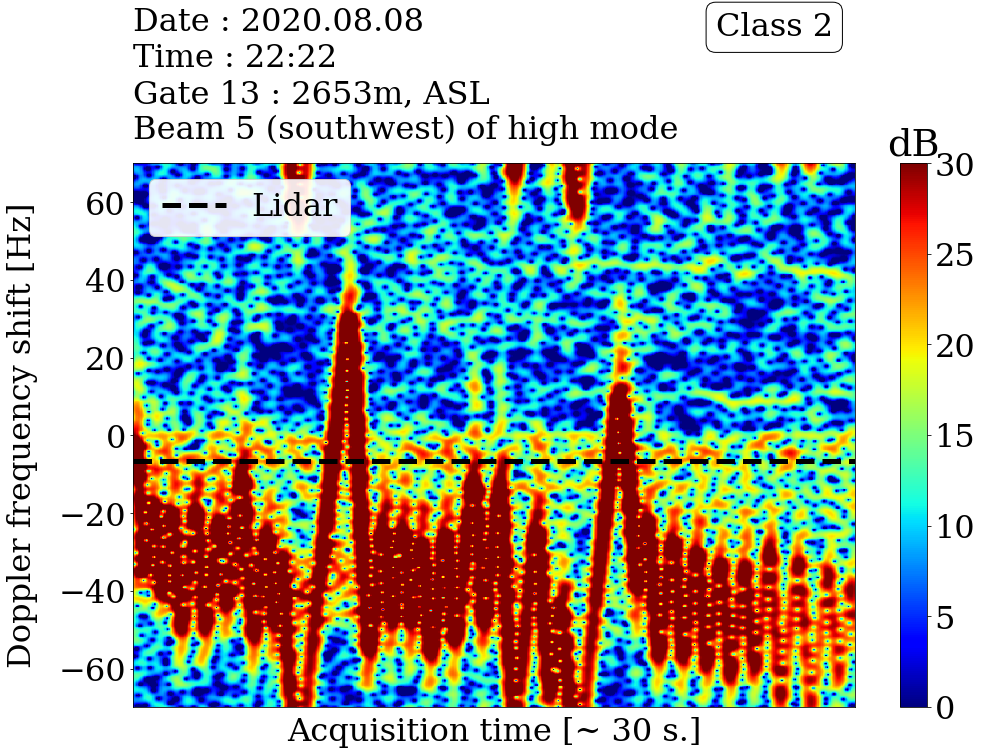 Date : 2020.08.08
Time : 22:22
Gate 13 : 2653m, ASL
Beam 5 (southwest) of high mode
Class 2
dB
Lidar
Doppler frequency shift [Hz]
60
40
20
0
−20
−40
−60
30
25
20
15
10
5
0
Acquisition time [~ 30 s.]